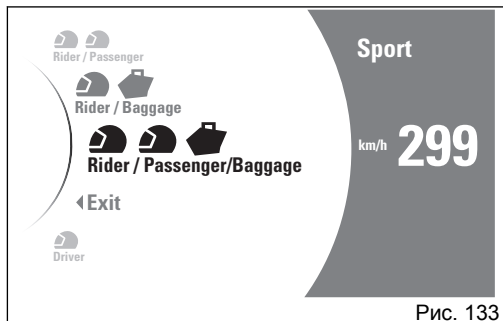 Rider / Passenger
Rider / Baggage
Rider / Passenger/Baggage
Exit
Driver
Sport
km/h 299
Рис. 133